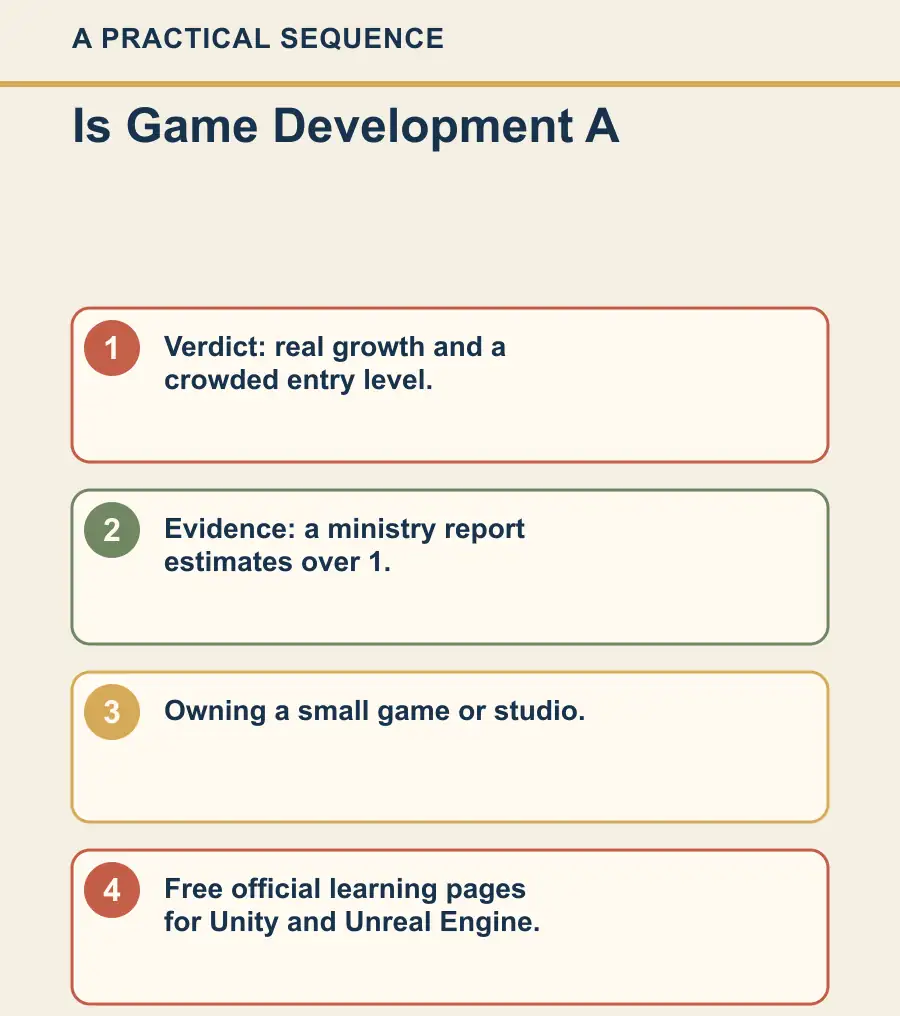 A PRACTICAL SEQUENCE
Is Game Development A
1
Verdict: real growth and a
crowded entry level.
2
Evidence: a ministry report
estimates over 1.
3
Owning a small game or studio.
4
Free official learning pages
for Unity and Unreal Engine.